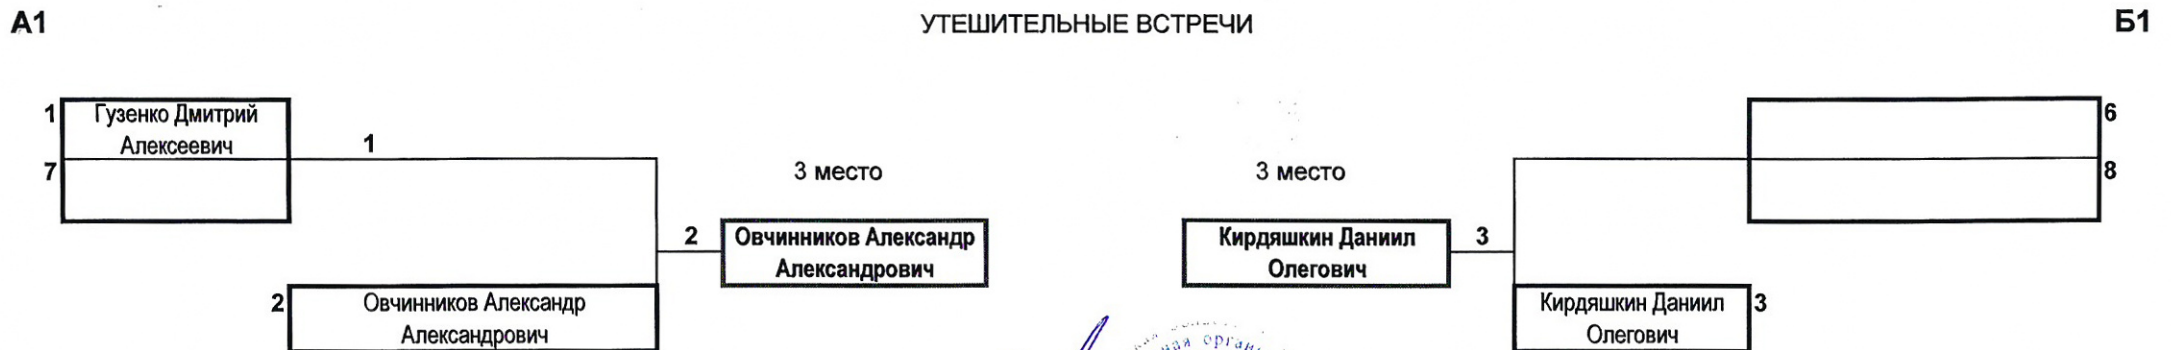 А1
УТЕШИТЕЛЬНЫЕ ВСТРЕЧИ
Б1
1
Гузенко Дмитрий
Алексеевич
1
7
3 место
3 место
6
8
2
Овчинников Александр
Александрович
Кирдяшкин Даниил
Олегович
3
2
Овчинников Александр
Александрович
Кирдяшкин Даниил
Олегович
3